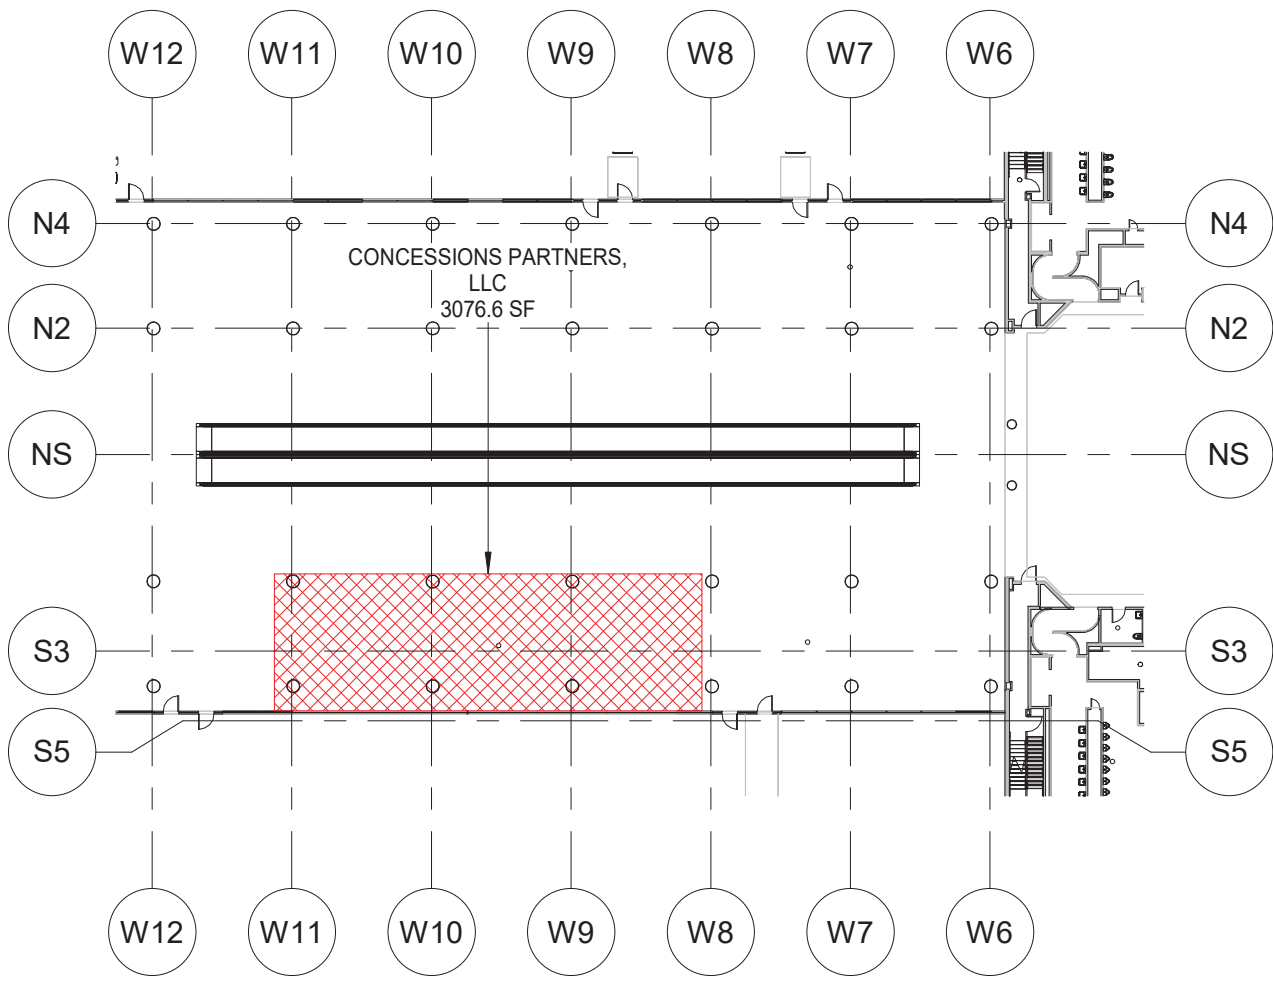 W12 W11 W10 W9 W8 W7 W6
N4 N4
CONCESSIONS PARTNERS,
LLC
3076.6 SF
N2 N2
NS NS
S3 S3
S5 S5
W12 W11 W10 W9 W8 W7 W6